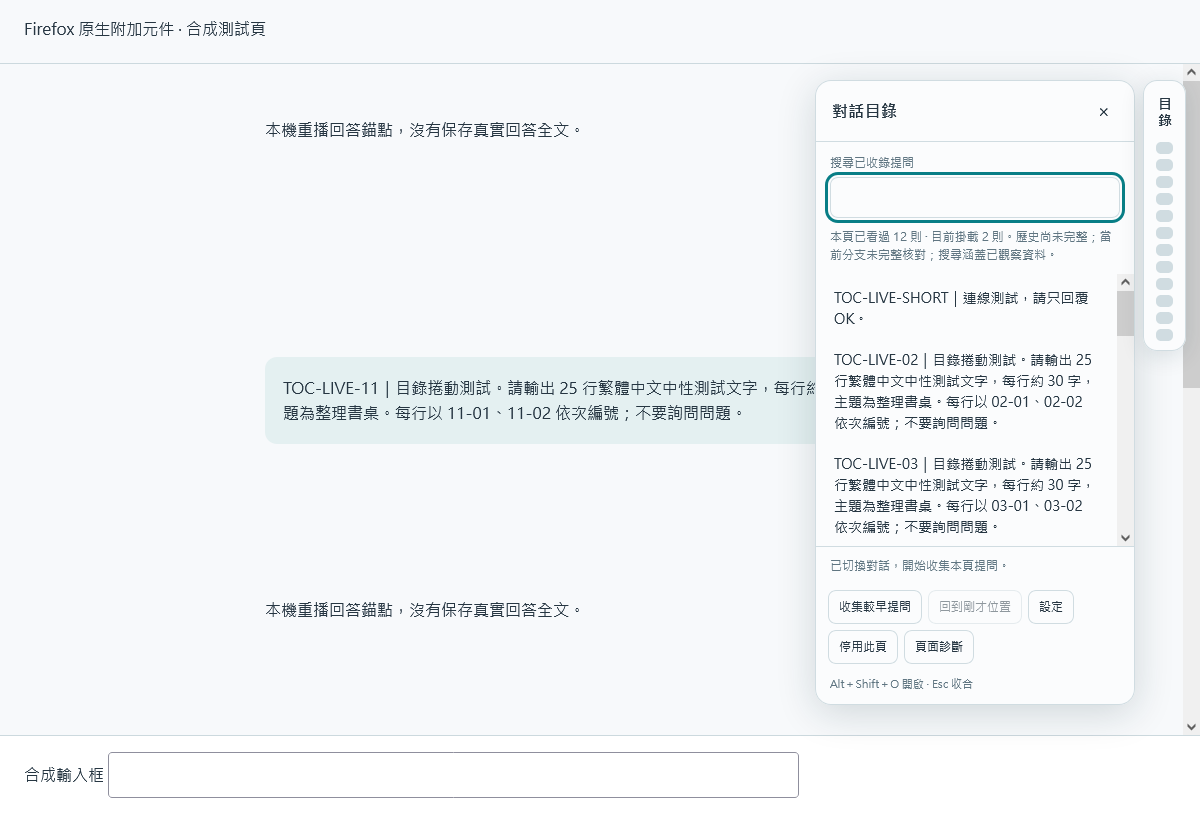 Firefox 原生附加元件 · 合成測試頁
本機重播回答錨點，沒有保存真實回答全文。
TOC-LIVE-11｜目錄捲動測試。請輸出 25 行繁體中文中性測試文字，每行約
題為整理書桌。每行以 11-01、11-02 依次編號；不要詢問問題。
本機重播回答錨點，沒有保存真實回答全文。
對話目錄
×
搜尋已收錄提問
本頁已看過 12 則 · 目前掛載 2 則。歷史尚未完整；當
前分支未完整核對；搜尋涵蓋已觀察資料。
TOC-LIVE-SHORT｜連線測試，請只回覆
OK。
TOC-LIVE-02｜目錄捲動測試。請輸出 25
行繁體中文中性測試文字，每行約 30 字，
主題為整理書桌。每行以 02-01、02-02
依次編號；不要詢問問題。
TOC-LIVE-03｜目錄捲動測試。請輸出 25
行繁體中文中性測試文字，每行約 30 字，
主題為整理書桌。每行以 03-01、03-02
依次編號；不要詢問問題。
已切換對話，開始收集本頁提問。
收集較早提問 回到剛才位置 設定
停用此頁 頁面診斷
Alt + Shift + O 開啟 · Esc 收合
目
錄
合成輸入框